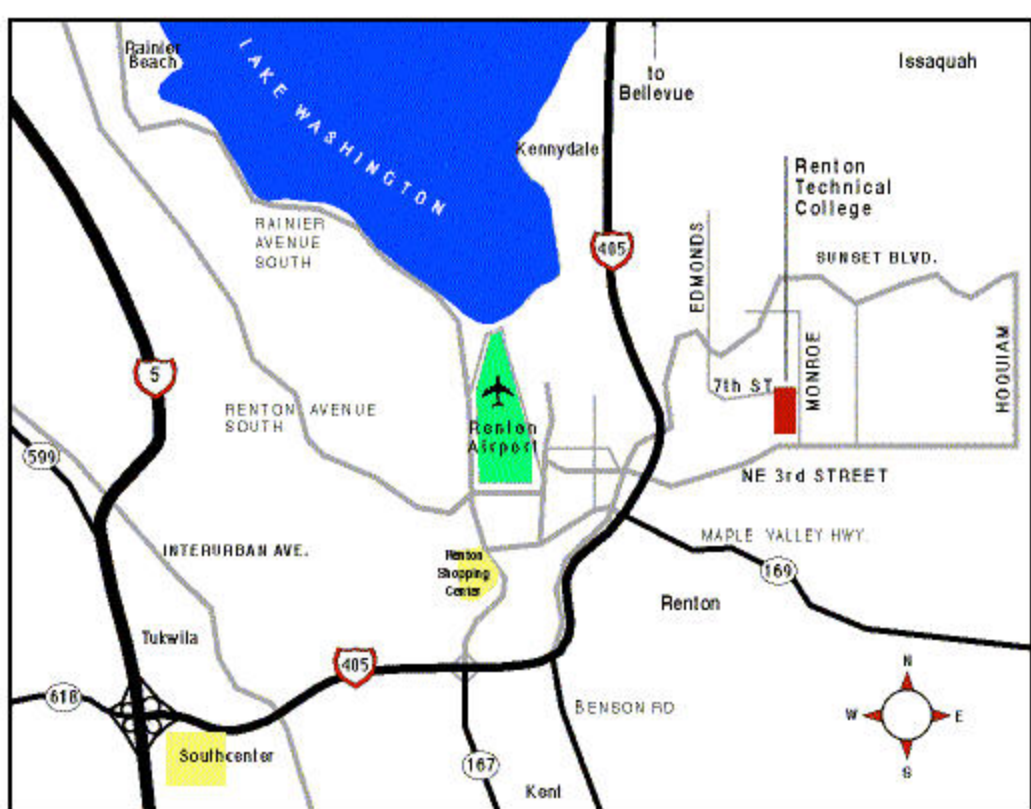 Rainier
Beach
LAKE WASHINGTON
to
Bellevue
Issaquah
Kennydale
Renton
Technical
College
RAINIER
AVENUE
SOUTH
405
EDMONDS
SUNSET BLVD.
MONROE
HOQUIAM
5
7th ST
RENTON AVENUE
SOUTH
Renton
Airport
599
NE 3rd STREET
INTERURBAN AVE.
MAPLE VALLEY HWY.
Renton
Shopping
Center
169
Renton
Tukwila
405
618
BENSON RD
N
W E
S
Southcenter
167
Kent